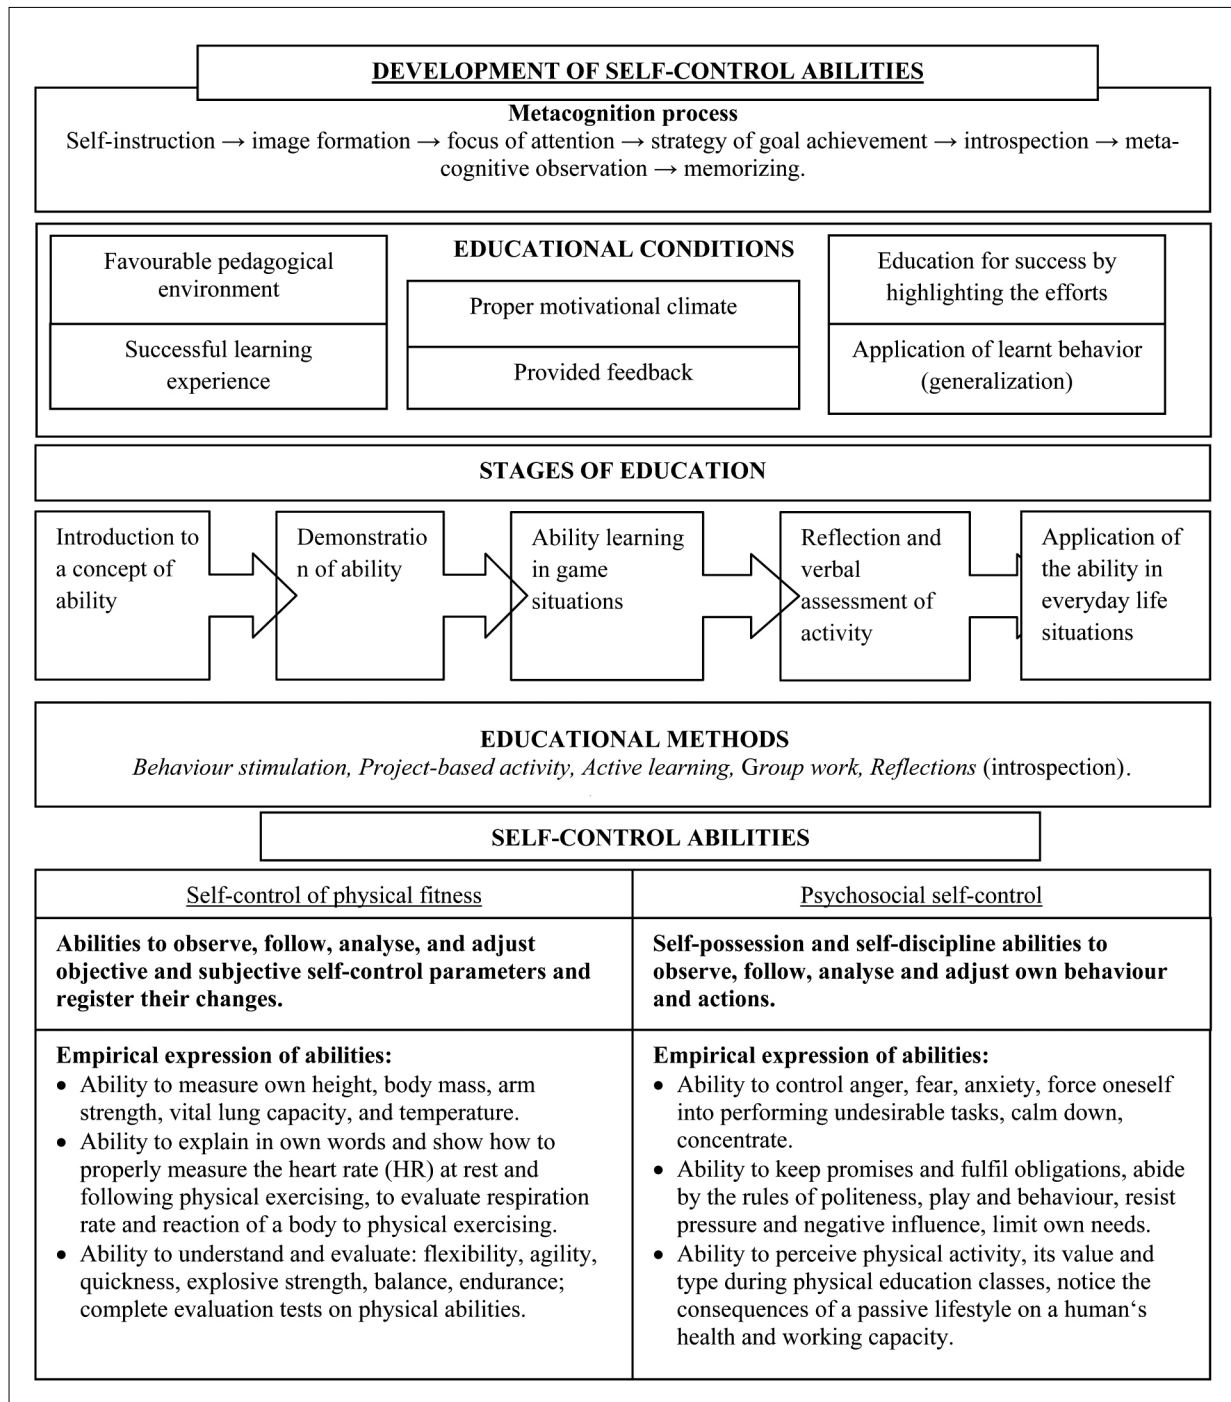 DEVELOPMENT OF SELF-CONTROL ABILITIES
Metacognition process
Self-instruction → image formation → focus of attention → strategy of goal achievement → introspection → meta-
cognitive observation → memorizing.
EDUCATIONAL CONDITIONS
Favourable pedagogical
environment
Successful learning
experience
Proper motivational climate
Provided feedback
Education for success by
highlighting the efforts
Application of learnt behavior
(generalization)
STAGES OF EDUCATION
Introduction to
a concept of
ability
Demonstratio
n of ability
Ability learning
in game
situations
Reflection and
verbal
assessment of
activity
Application of
the ability in
everyday life
situations
EDUCATIONAL METHODS
Behaviour stimulation, Project-based activity, Active learning, Group work, Reflections (introspection).
SELF-CONTROL ABILITIES
Self-control of physical fitness
Abilities to observe, follow, analyse, and adjust
objective and subjective self-control parameters and
register their changes.
Empirical expression of abilities:
• Ability to measure own height, body mass, arm
strength, vital lung capacity, and temperature.
• Ability to explain in own words and show how to
properly measure the heart rate (HR) at rest and
following physical exercising, to evaluate respiration
rate and reaction of a body to physical exercising.
• Ability to understand and evaluate: flexibility, agility,
quickness, explosive strength, balance, endurance;
complete evaluation tests on physical abilities.
Psychosocial self-control
Self-possession and self-discipline abilities to
observe, follow, analyse and adjust own behaviour
and actions.
Empirical expression of abilities:
• Ability to control anger, fear, anxiety, force oneself
into performing undesirable tasks, calm down,
concentrate.
• Ability to keep promises and fulfil obligations, abide
by the rules of politeness, play and behaviour, resist
pressure and negative influence, limit own needs.
• Ability to perceive physical activity, its value and
type during physical education classes, notice the
consequences of a passive lifestyle on a human‘s
health and working capacity.